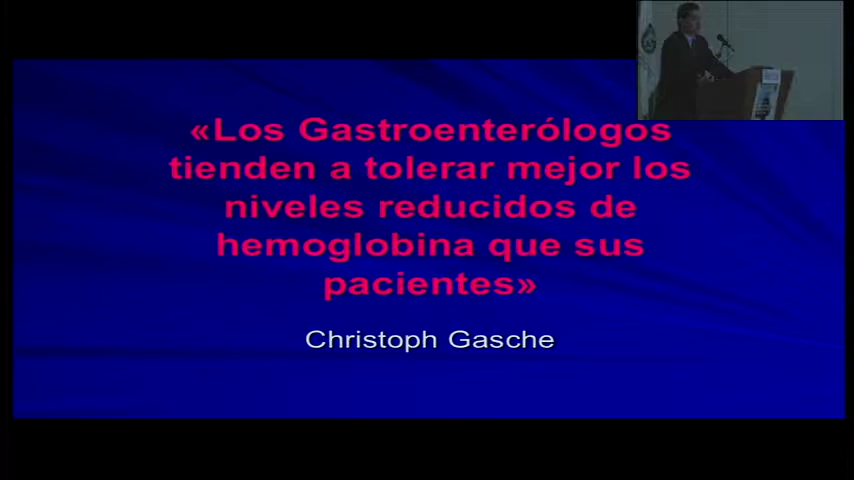 «Los Gastroenterólogos
tienden a tolerar mejor los
niveles reducidos de
hemoglobina que sus
pacientes»
Christoph Gasche